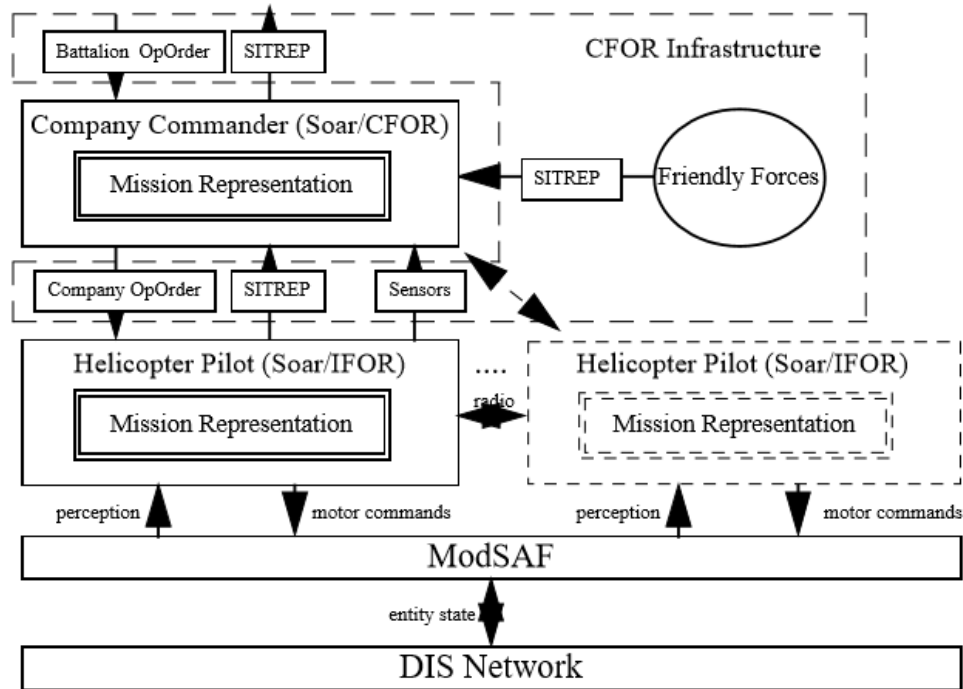 Battalion OpOrder
SITREP
CFOR Infrastructure
Company Commander (Soar/CFOR)
Mission Representation
SITREP
Friendly Forces
Company OpOrder
SITREP
Sensors
Helicopter Pilot (Soar/IFOR)
Mission Representation
....
radio
Helicopter Pilot (Soar/IFOR)
Mission Representation
perception
motor commands
perception
motor commands
ModSAF
entity state
DIS Network